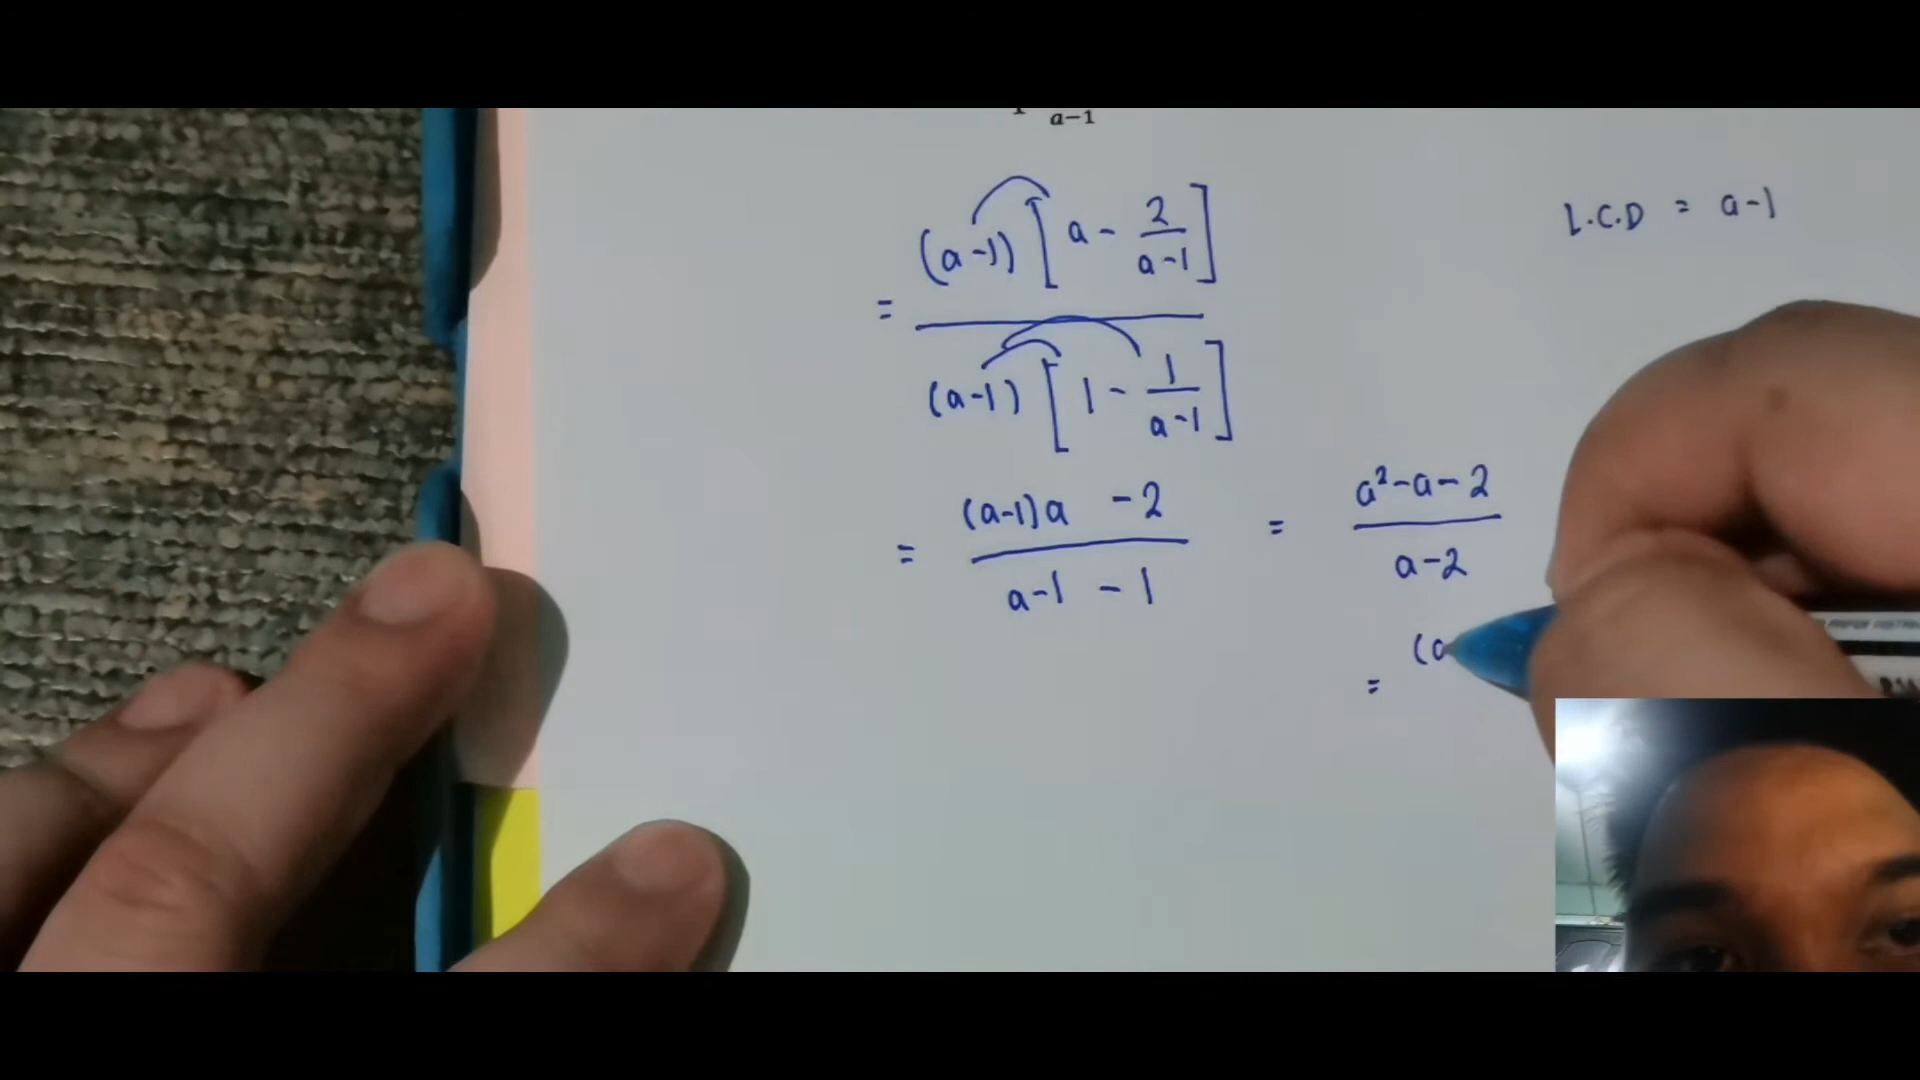 a−1
(a-1) [a - 2/(a-1)]
L.C.D = a-1
=
(a-1) [1 - 1/(a-1)]
(a-1)a - 2
=
a-1 - 1
a²-a-2
=
a-2
(a
=